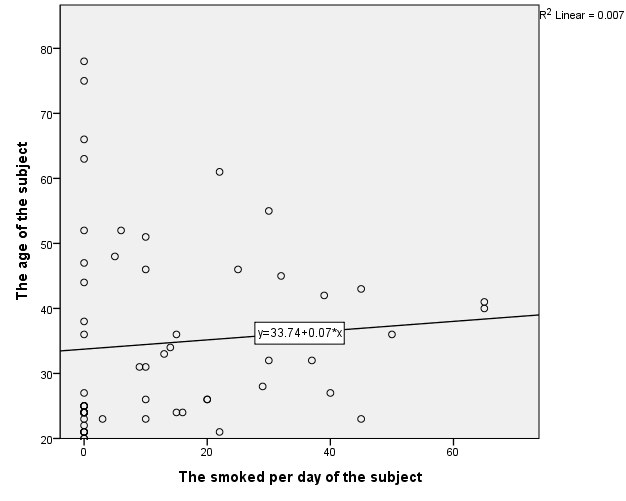 R2 Linear = 0.007
80
70
60
50
40
30
20
The age of the subject
y=33.74+0.07*x
0
20
40
60
The smoked per day of the subject